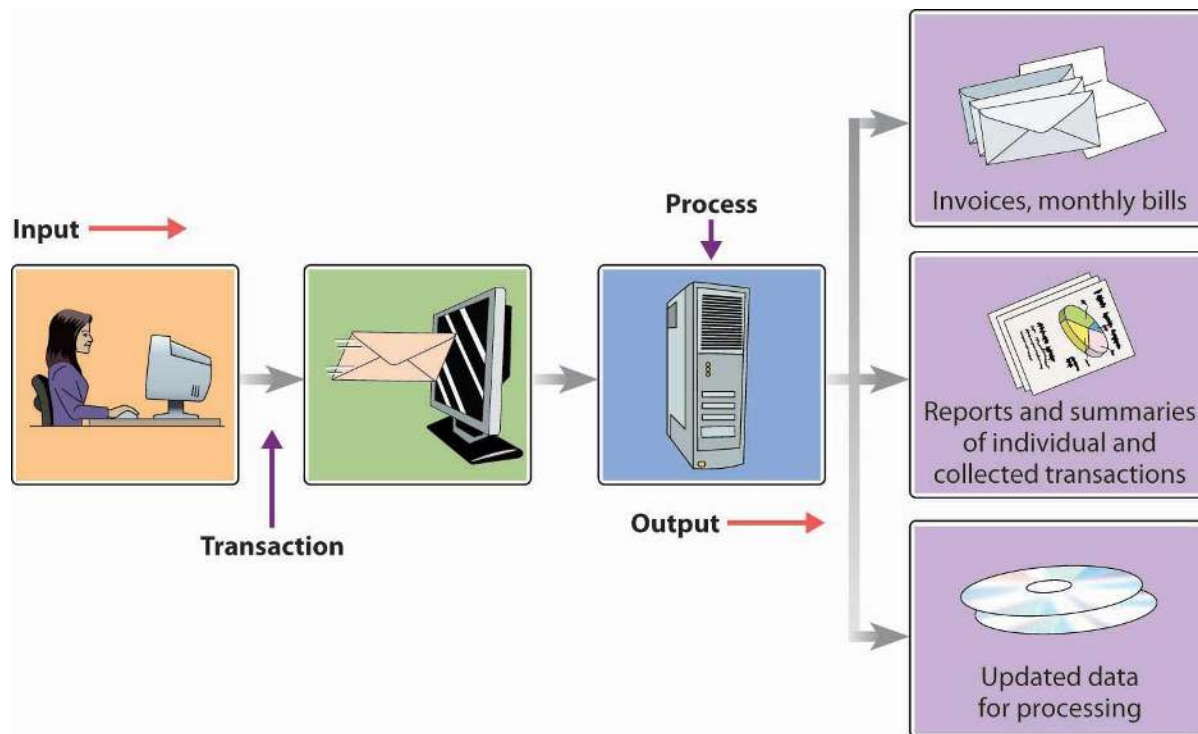 Input
Transaction
Process
Output
Invoices, monthly bills
Reports and summaries
of individual and
collected transactions
Updated data
for processing